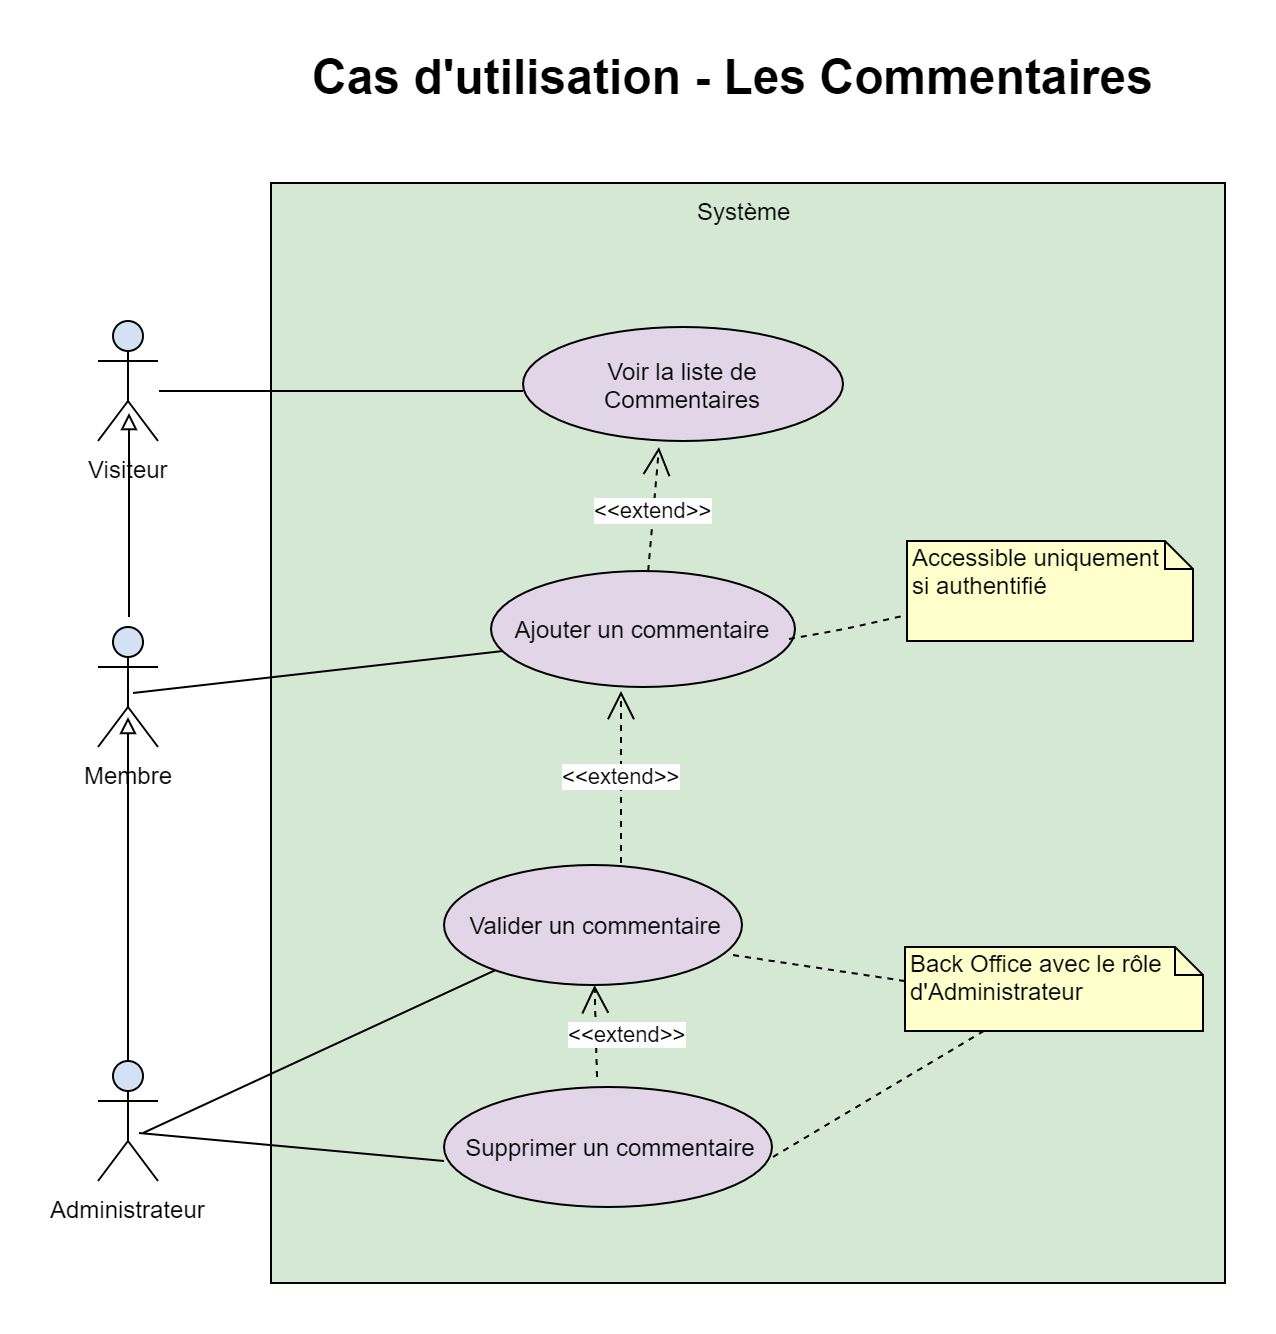 Cas d'utilisation - Les Commentaires
Système
Voir la liste de
Commentaires
Visiteur
<<extend>>
Accessible uniquement
si authentifié
Ajouter un commentaire
Membre
<<extend>>
Valider un commentaire
Back Office avec le rôle
d'Administrateur
<<extend>>
Supprimer un commentaire
Administrateur